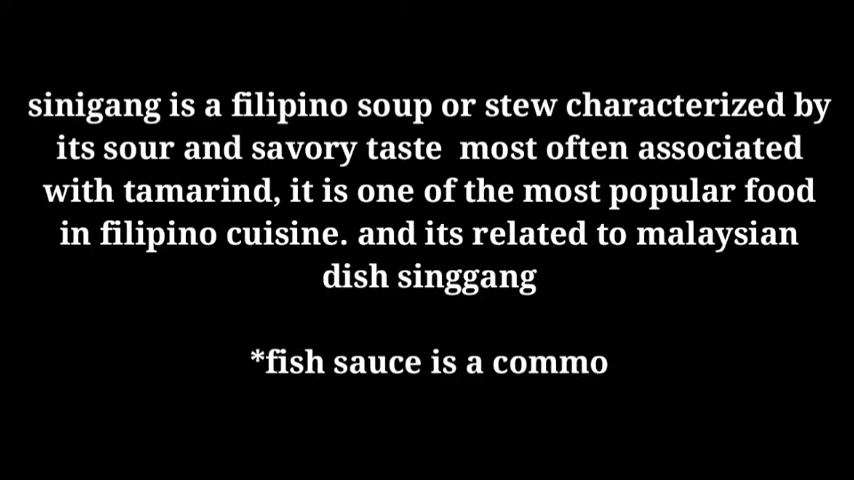 sinigang is a filipino soup or stew characterized by
its sour and savory taste  most often associated
with tamarind, it is one of the most popular food
in filipino cuisine. and its related to malaysian
dish singgang
*fish sauce is a commo